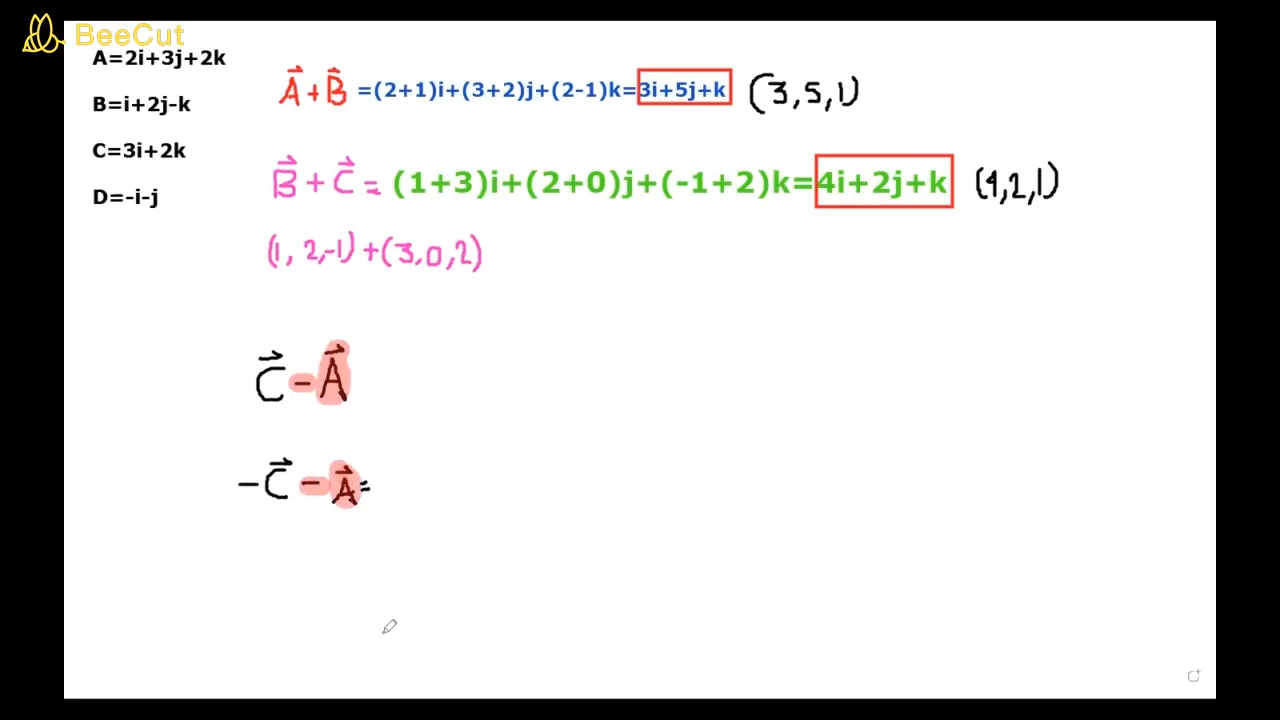 BeeCut
A=2i+3j+2k
B=i+2j-k
C=3i+2k
D=-i-j
A⃗ + B⃗ =(2+1)i+(3+2)j+(2-1)k=3i+5j+k (3,5,1)
B⃗ + C⃗ = (1+3)i+(2+0)j+(-1+2)k=4i+2j+k (4,2,1)
(1, 2,-1)+(3,0,2)
C⃗ - A⃗
-C⃗ - A⃗=